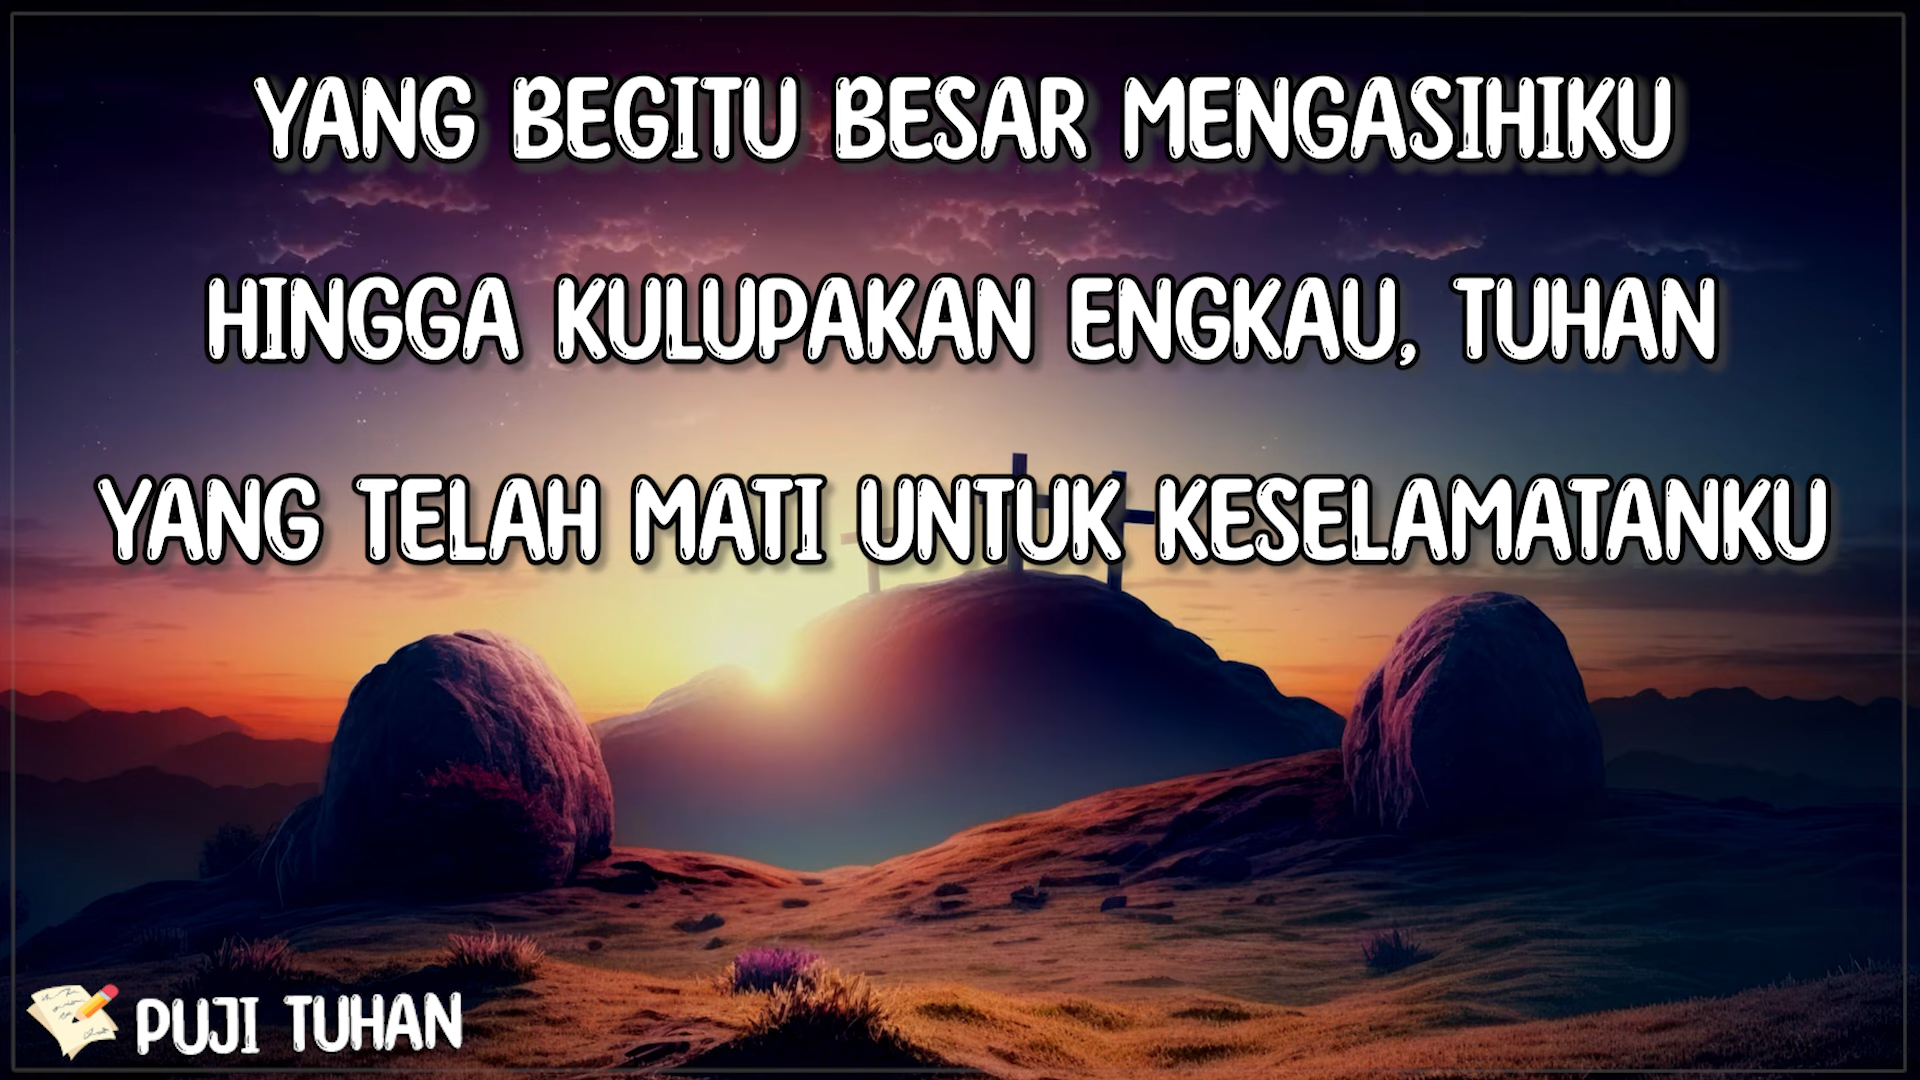 YANG BEGITU BESAR MENGASIHIKU
HINGGA KULUPAKAN ENGKAU, TUHAN
YANG TELAH MATI UNTUK KESELAMATANKU
PUJI TUHAN